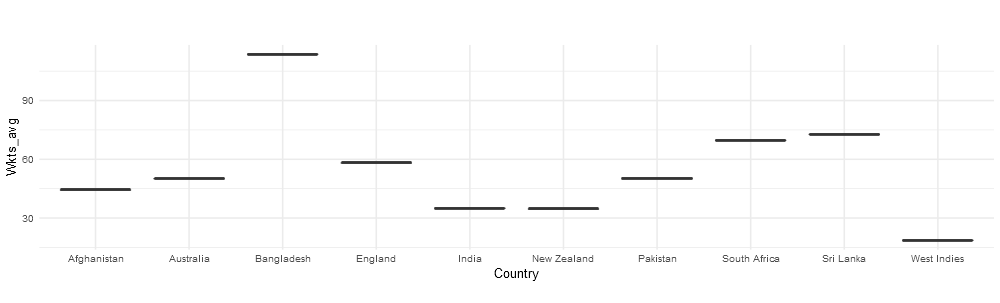 Wkts_avg
90
60
30
Afghanistan Australia Bangladesh England India New Zealand Pakistan South Africa Sri Lanka West Indies
Country